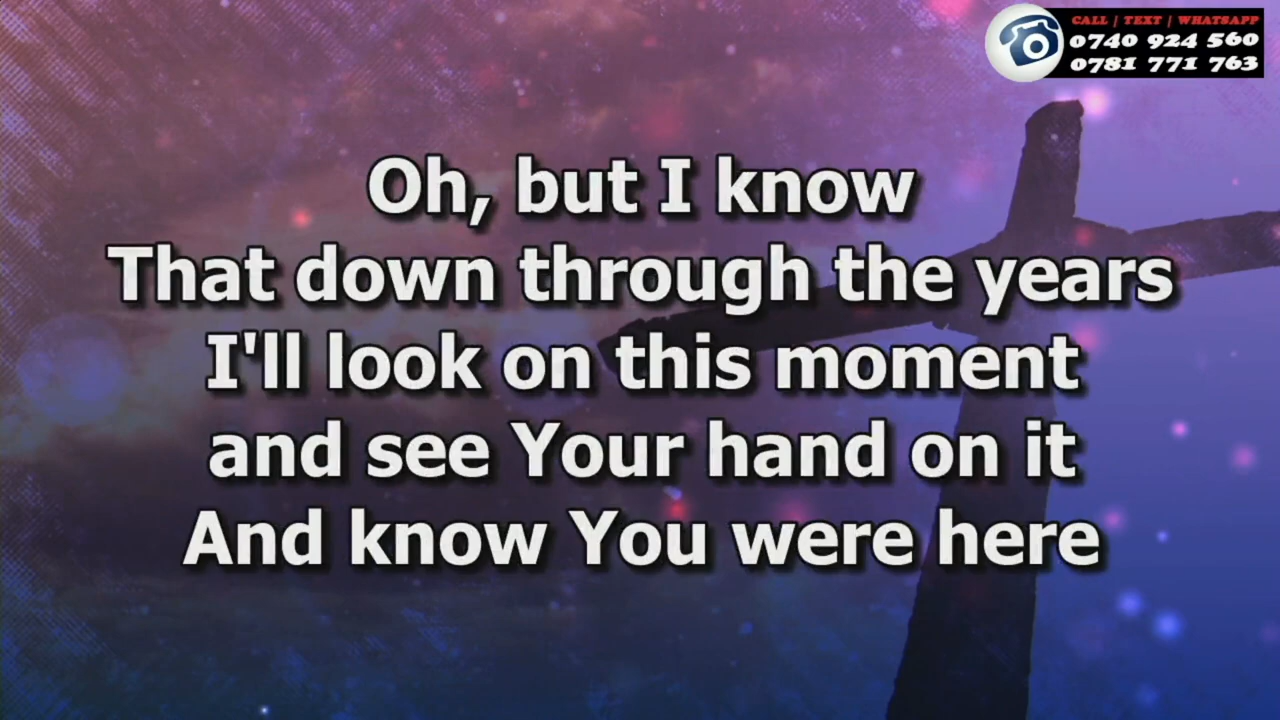 CALL | TEXT | WHATSAPP
0740 924 560
0781 771 763
Oh, but I know
That down through the years
I'll look on this moment
and see Your hand on it
And know You were here